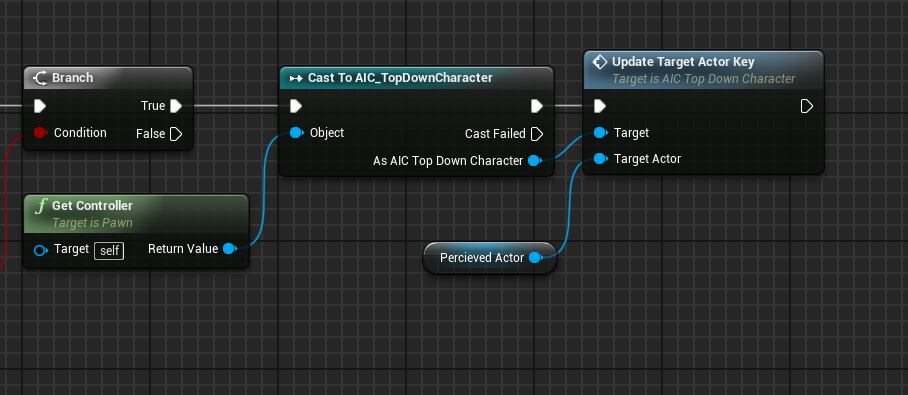 Branch
True
Condition
False
Cast To AIC_TopDownCharacter
Object
Cast Failed
As AIC Top Down Character
Update Target Actor Key
Target is AIC Top Down Character
Target
Target Actor
f Get Controller
Target is Pawn
Target self Return Value
Percieved Actor